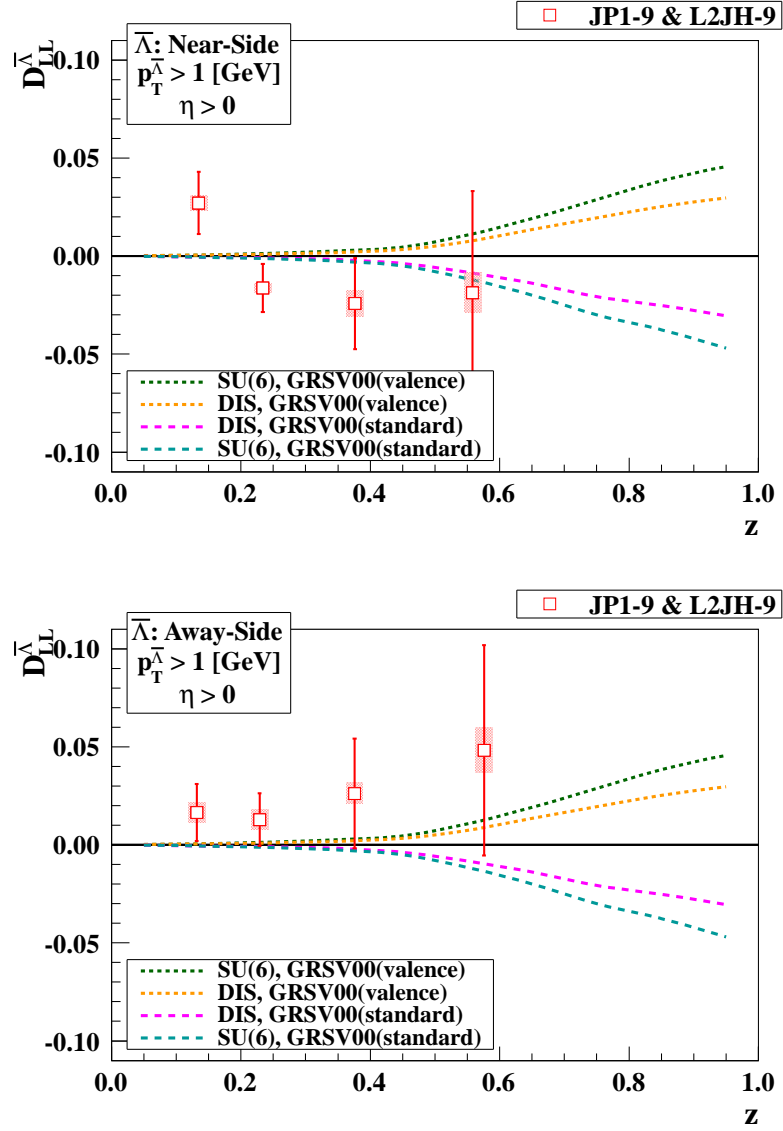 JP1-9 & L2JH-9
Λ̅: Near-Side
p_T^Λ̅ > 1 [GeV]
η > 0
D_LL^Λ̅
0.10
0.05
0.00
-0.05
-0.10
SU(6), GRSV00(valence)
DIS, GRSV00(valence)
DIS, GRSV00(standard)
SU(6), GRSV00(standard)
0.0 0.2 0.4 0.6 0.8 1.0
z
JP1-9 & L2JH-9
Λ̅: Away-Side
p_T^Λ̅ > 1 [GeV]
η > 0
D_LL^Λ̅
0.10
0.05
0.00
-0.05
-0.10
SU(6), GRSV00(valence)
DIS, GRSV00(valence)
DIS, GRSV00(standard)
SU(6), GRSV00(standard)
0.0 0.2 0.4 0.6 0.8 1.0
z